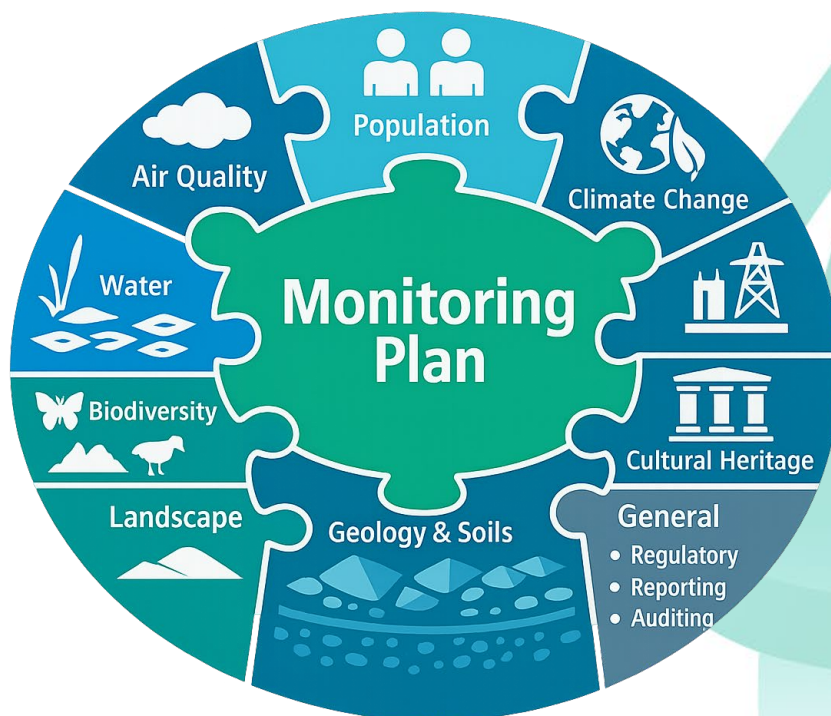 Population
Air Quality
Climate Change
Water
Monitoring
Plan
Biodiversity
Cultural Heritage
Landscape
Geology & Soils
General
• Regulatory
• Reporting
• Auditing